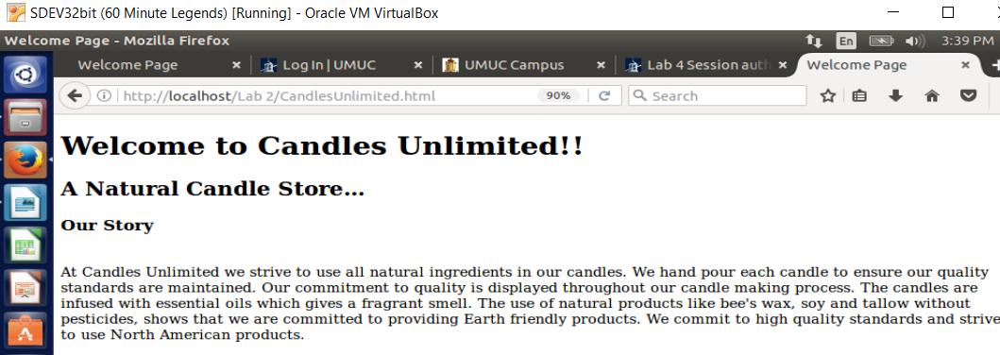 SDEV32bit (60 Minute Legends) [Running] - Oracle VM VirtualBox
Welcome Page - Mozilla Firefox
En
3:39 PM
Welcome Page
Log In | UMUC
UMUC Campus
Lab 4 Session auth
Welcome Page
http://localhost/Lab 2/CandlesUnlimited.html
90%
Search
Welcome to Candles Unlimited!!
A Natural Candle Store...
Our Story
At Candles Unlimited we strive to use all natural ingredients in our candles. We hand pour each candle to ensure our quality
standards are maintained. Our commitment to quality is displayed throughout our candle making process. The candles are
infused with essential oils which gives a fragrant smell. The use of natural products like bee's wax, soy and tallow without
pesticides, shows that we are committed to providing Earth friendly products. We commit to high quality standards and strive
to use North American products.